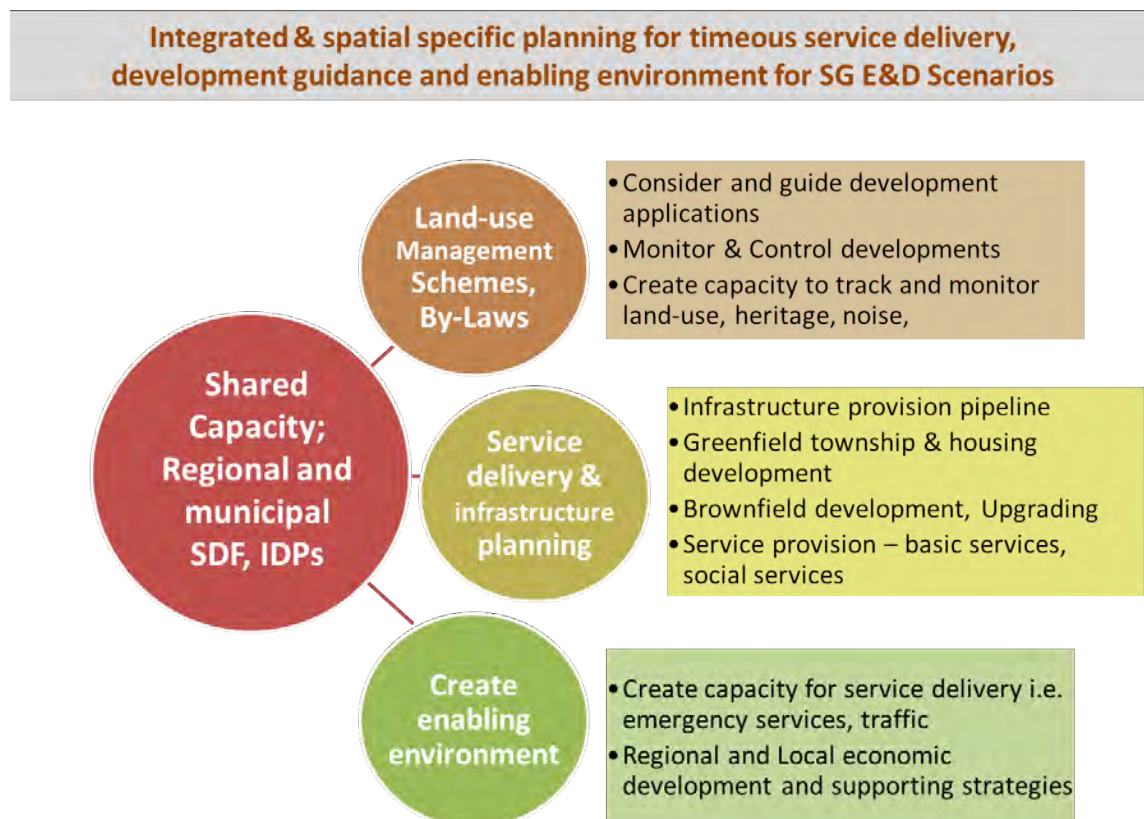 Integrated & spatial specific planning for timeous service delivery,
development guidance and enabling environment for SG E&D Scenarios
Shared
Capacity;
Regional and
municipal
SDF, IDPs
Land-use
Management
Schemes,
By-Laws
•Consider and guide development
applications
•Monitor & Control developments
•Create capacity to track and monitor
land-use, heritage, noise,
Service
delivery &
infrastructure
planning
•Infrastructure provision pipeline
•Greenfield township & housing
development
•Brownfield development, Upgrading
•Service provision – basic services,
social services
Create
enabling
environment
•Create capacity for service delivery i.e.
emergency services, traffic
•Regional and Local economic
development and supporting strategies